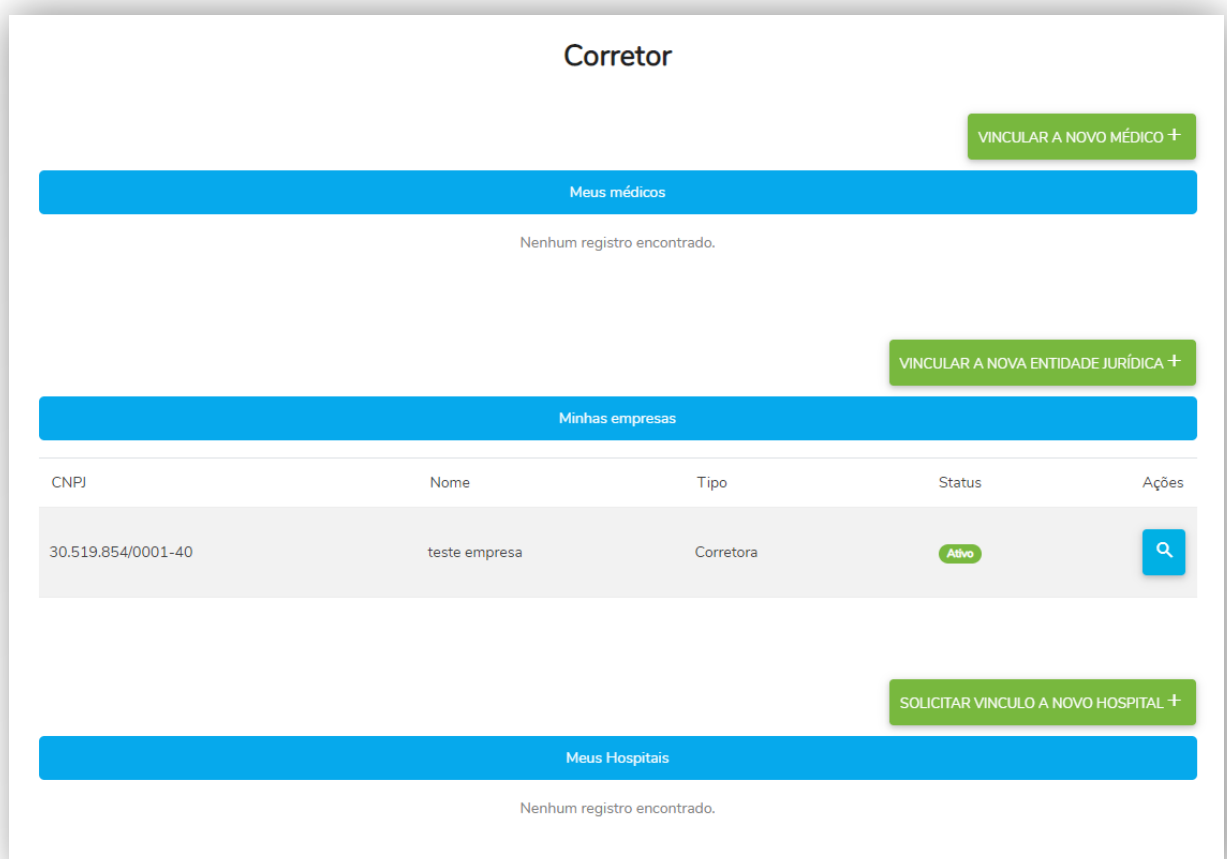 Corretor
VINCULAR A NOVO MÉDICO +
Meus médicos
Nenhum registro encontrado.
VINCULAR A NOVA ENTIDADE JURÍDICA +
Minhas empresas
CNPJ Nome Tipo Status Ações
30.519.854/0001-40 teste empresa Corretora Ativo
SOLICITAR VINCULO A NOVO HOSPITAL +
Meus Hospitais
Nenhum registro encontrado.